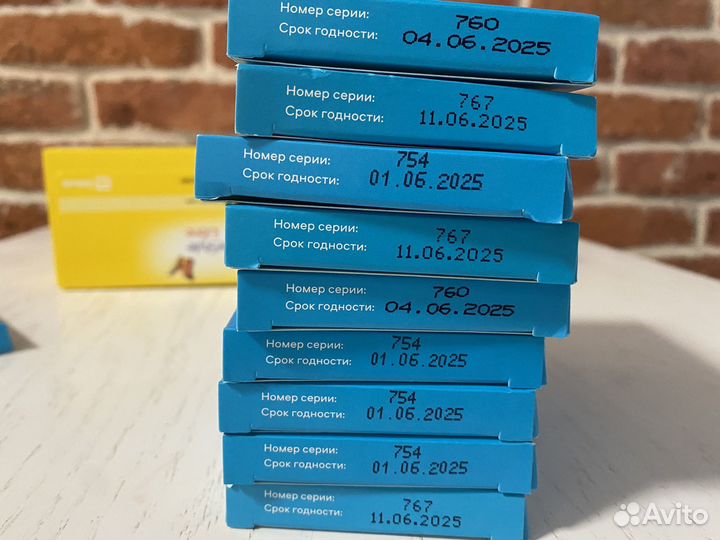 Номер серии: 760
Срок годности: 04.06.2025
Номер серии: 767
Срок годности: 11.06.2025
Номер серии: 754
Срок годности: 01.06.2025
Номер серии: 767
Срок годности: 11.06.2025
Номер серии: 760
Срок годности: 04.06.2025
Номер серии: 754
Срок годности: 01.06.2025
Номер серии: 754
Срок годности: 01.06.2025
Номер серии: 754
Срок годности: 01.06.2025
Номер серии: 767
Срок годности: 11.06.2025
Avito